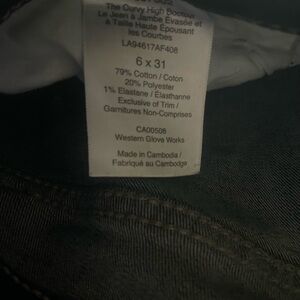 The Curvy High Bootcut
Le Jean à Jambe Évasée et
à Taille Haute Épousant
les Courbes
LA94617AF408
6 x 31
79% Cotton / Coton
20% Polyester
1% Elastane / Élasthanne
Exclusive of Trim /
Garnitures Non-Comprises
CA00508
Western Glove Works
Made in Cambodia /
Fabriqué au Cambodge